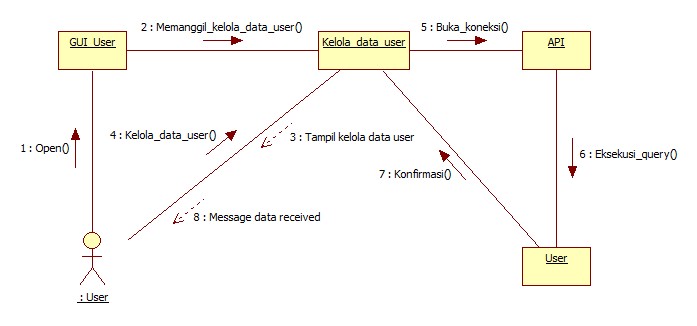 2 : Memanggil_kelola_data_user()
5 : Buka_koneksi()
GUI_User
Kelola_data_user
API
4 : Kelola_data_user()
3 : Tampil kelola data user
1 : Open()
6 : Eksekusi_query()
7 : Konfirmasi()
8 : Message data received
User
: User